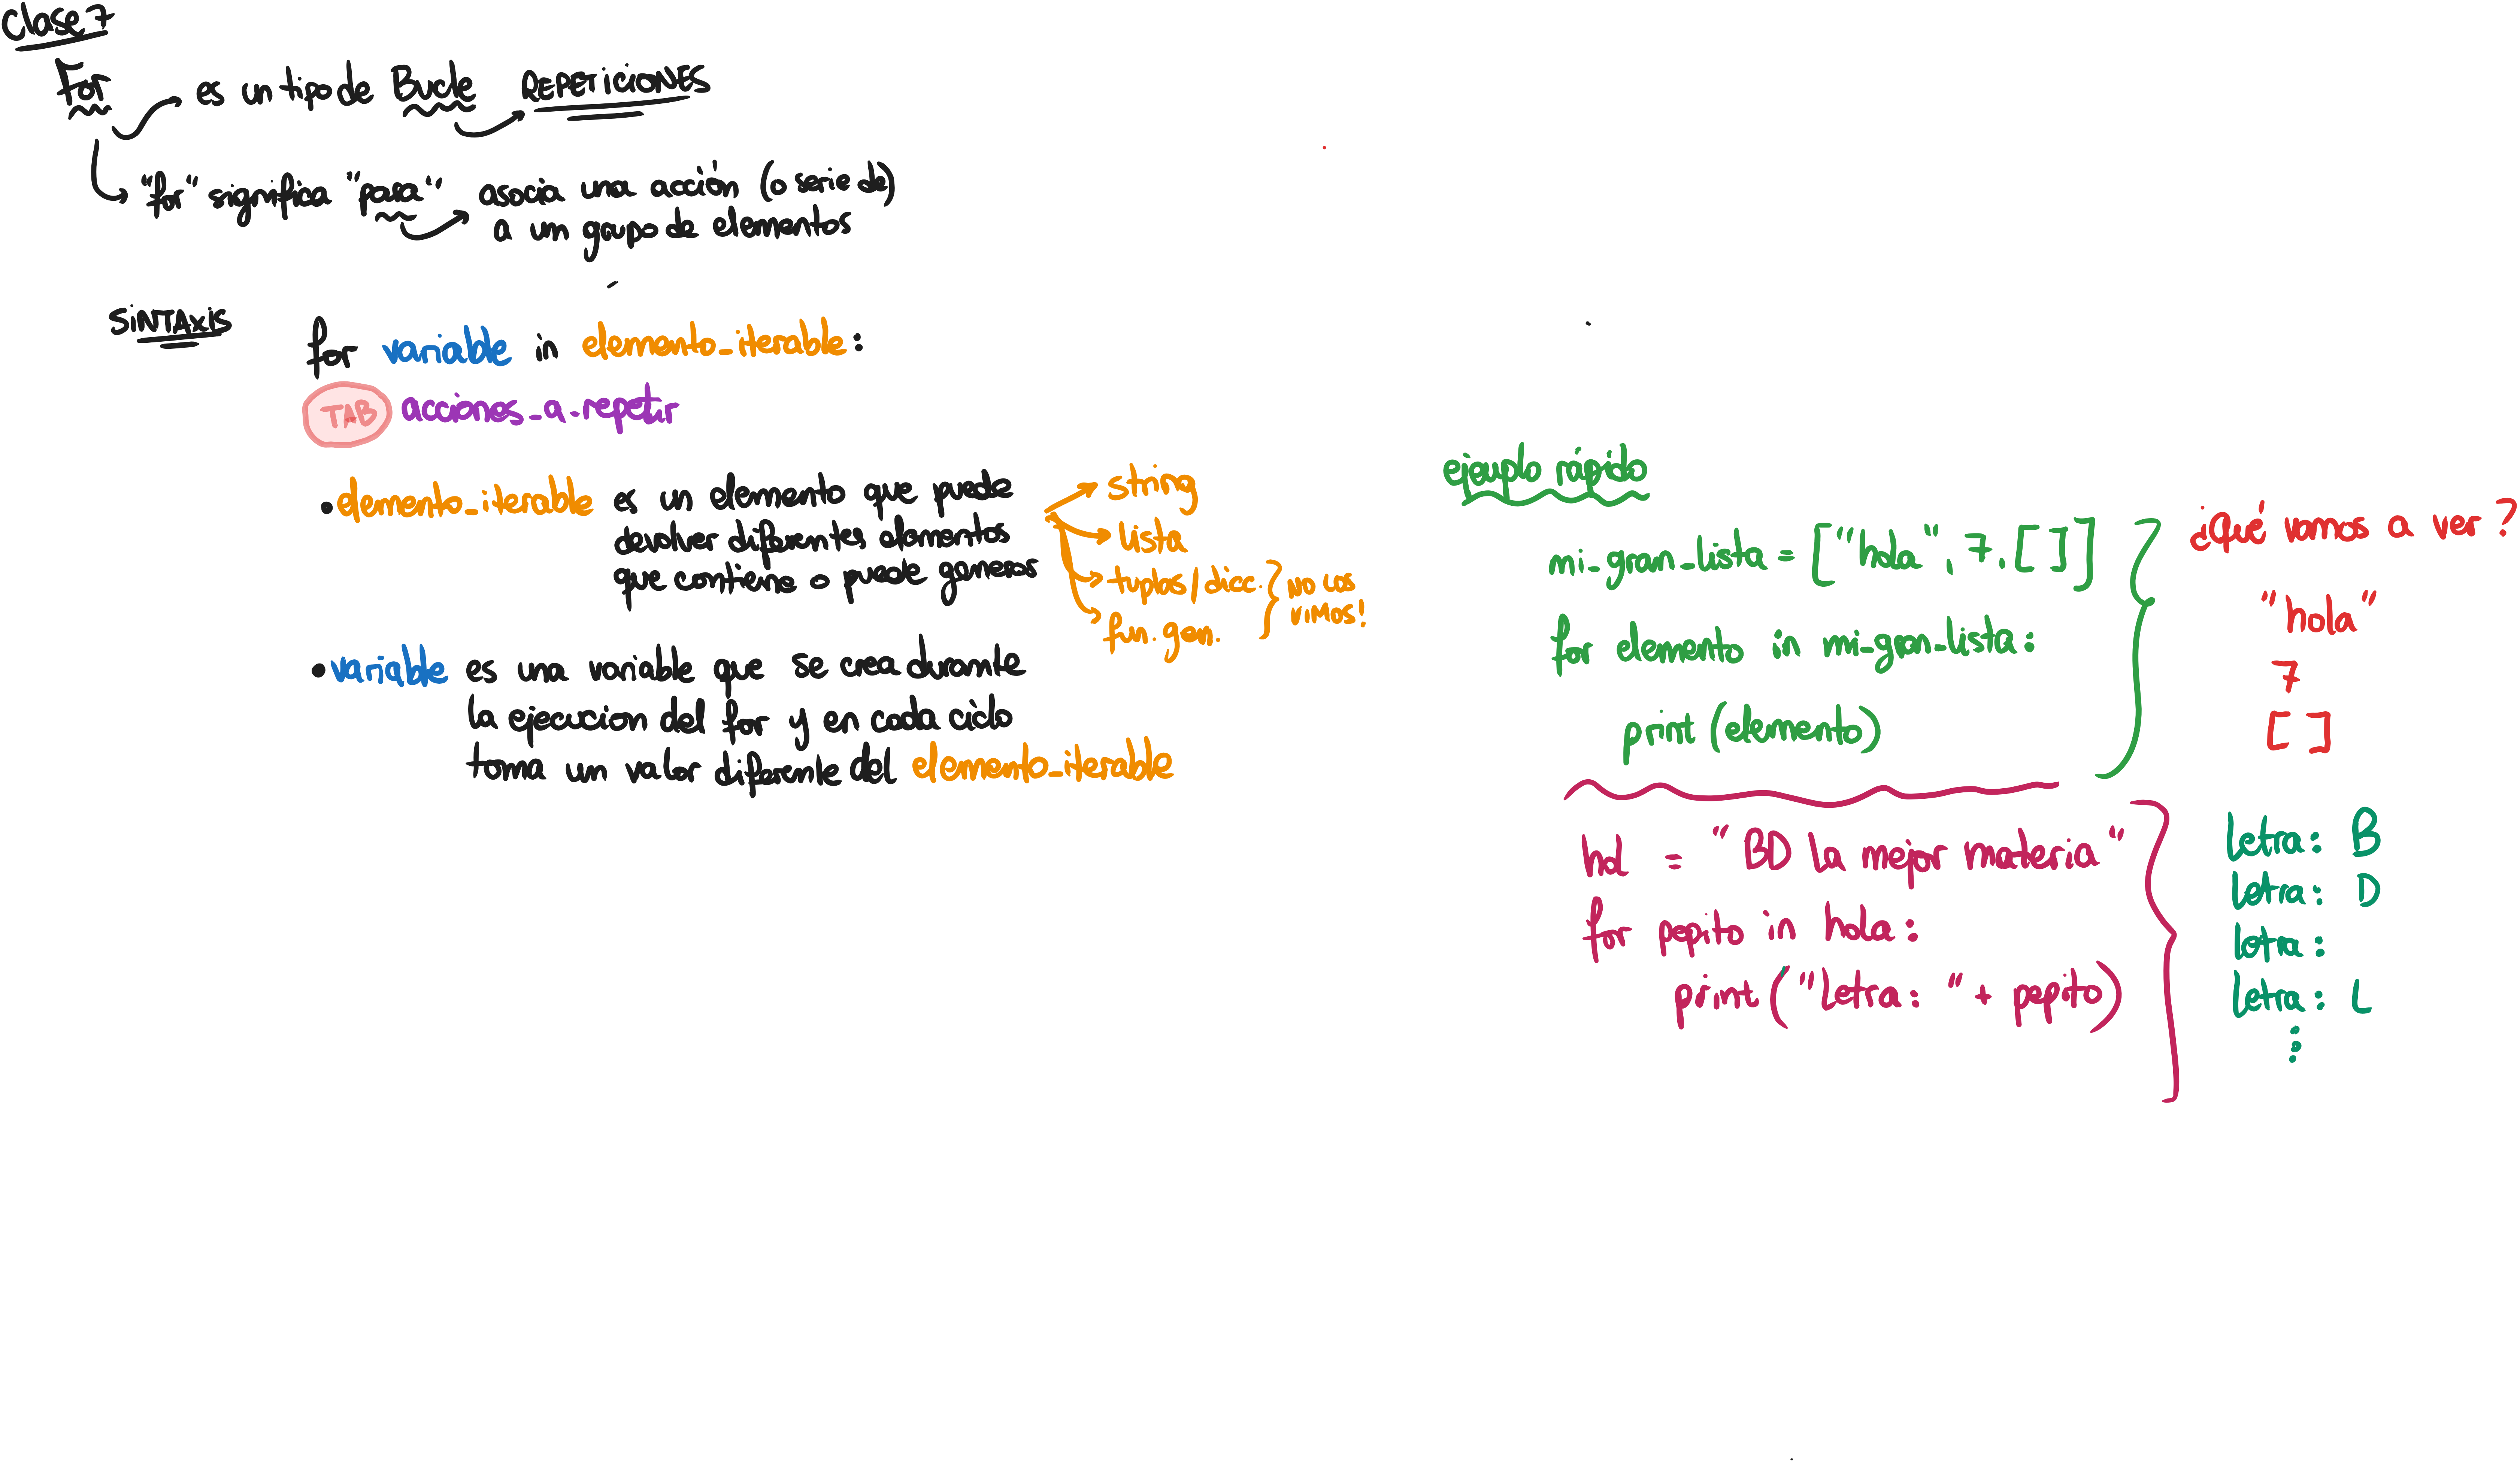 Clase 7
For
es un tipo de Bucle
REPETICIONES
"for" significa "para"
asocia una acción (o serie de)
a un grupo de elementos
SINTAXIS
for variable in elemento_iterable:
TAB acciones_a_repetir
• elemento_iterable es un elemento que puede
devolver diferentes elementos
que contiene o puede generar
string
lista
tuplas/dicc.
fun. gen.
NO LOS
VIMOS!
• variable es una variable que se crea durante
la ejecucion del for y en cada ciclo
toma un valor diferente del elemento_iterable
ejemplo rápido
mi_gran_lista = ["hola", 7, [ ]]
for elemento in mi_gran_lista:
print (elemento)
¿Qué vamos a ver?
"hola"
7
[ ]
hol = "BD La mejor materia"
for pepito in hola:
print ("Letra: " + pepito)
Letra: B
Letra: D
Letra:
Letra: L
⋮